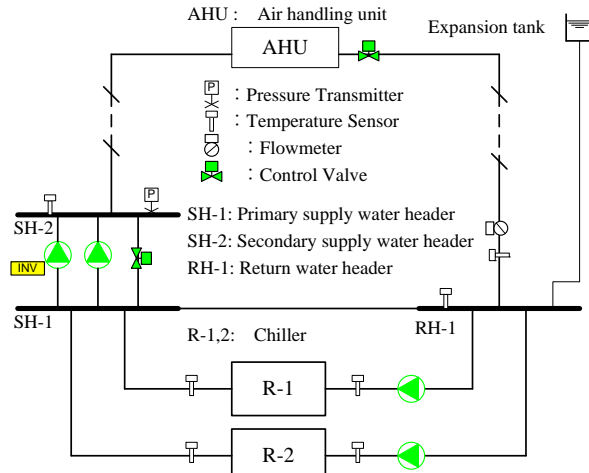 AHU : Air handling unit
Expansion tank
AHU
P : Pressure Transmitter
: Temperature Sensor
: Flowmeter
: Control Valve
P
SH-2
SH-1: Primary supply water header
SH-2: Secondary supply water header
RH-1: Return water header
INV
SH-1
RH-1
R-1,2: Chiller
R-1
R-2